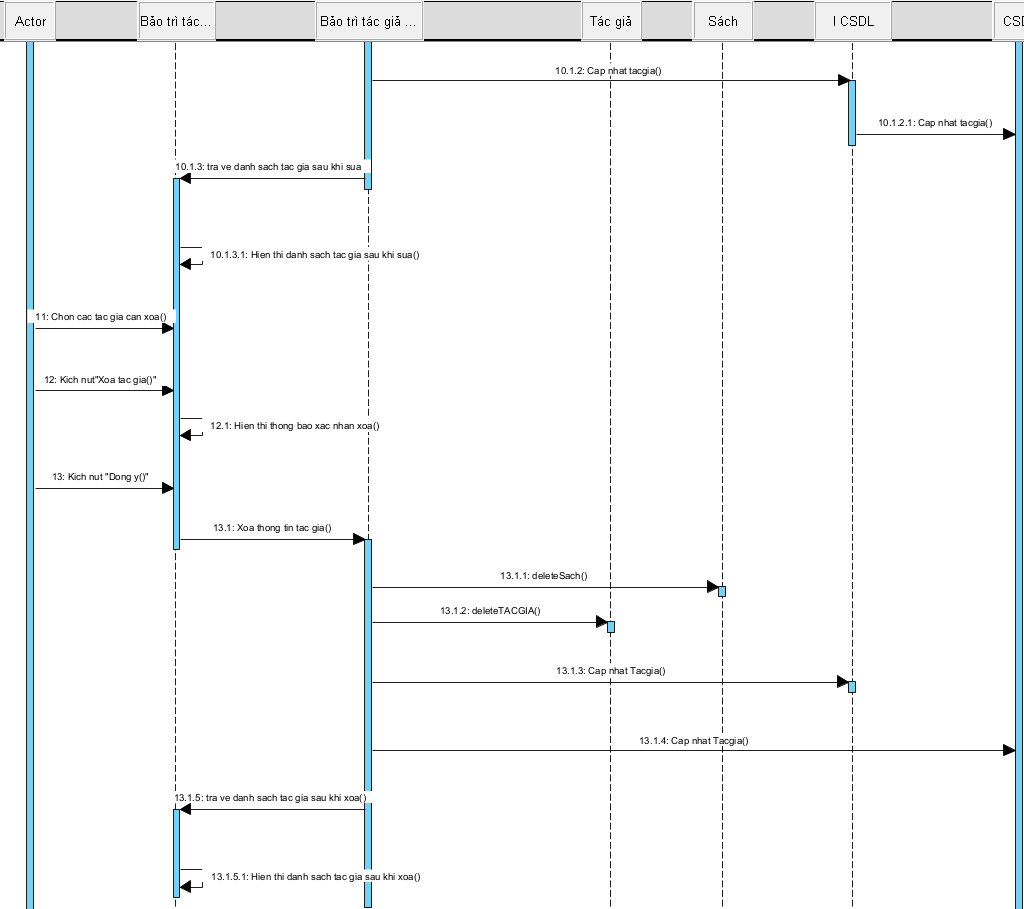 Actor
Bảo trì tác...
Bảo trì tác giả ...
Tác giả
Sách
I CSDL
CSD
10.1.2: Cap nhat tacgia()
10.1.2.1: Cap nhat tacgia()
10.1.3: tra ve danh sach tac gia sau khi sua
10.1.3.1: Hien thi danh sach tac gia sau khi sua()
11: Chon cac tac gia can xoa()
12: Kich nut"Xoa tac gia()"
12.1: Hien thi thong bao xac nhan xoa()
13: Kich nut "Dong y()"
13.1: Xoa thong tin tac gia()
13.1.1: deleteSach()
13.1.2: deleteTACGIA()
13.1.3: Cap nhat Tacgia()
13.1.4: Cap nhat Tacgia()
13.1.5: tra ve danh sach tac gia sau khi xoa()
13.1.5.1: Hien thi danh sach tac gia sau khi xoa()